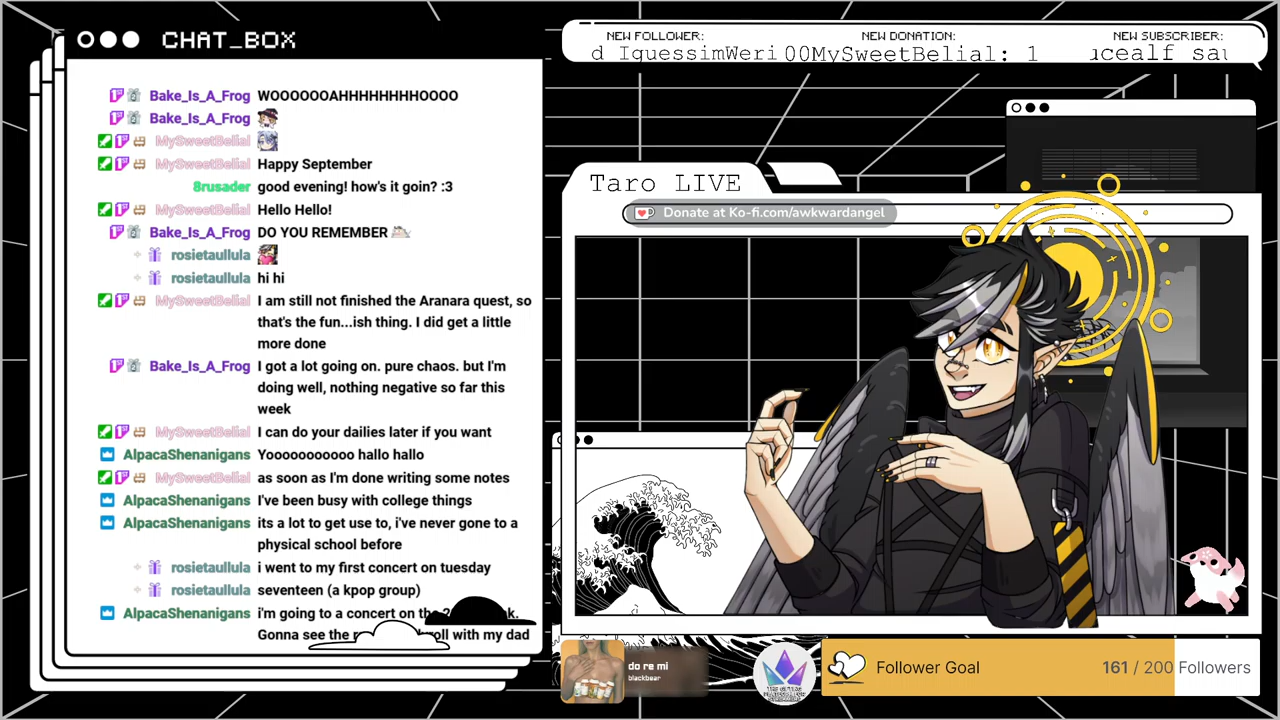 CHAT_BOX
Bake_Is_A_Frog WOOOOOOAHHHHHHHHOOOO
Bake_Is_A_Frog
MySweetBelial
MySweetBelial Happy September
8rusader good evening! how's it goin? :3
MySweetBelial Hello Hello!
Bake_Is_A_Frog DO YOU REMEMBER
rosietaullula
rosietaullula hi hi
MySweetBelial I am still not finished the Aranara quest, so
that's the fun...ish thing. I did get a little
more done
Bake_Is_A_Frog I got a lot going on. pure chaos. but I'm
doing well, nothing negative so far this
week
MySweetBelial I can do your dailies later if you want
AlpacaShenanigans Yooooooooooo hallo hallo
MySweetBelial as soon as I'm done writing some notes
AlpacaShenanigans I've been busy with college things
AlpacaShenanigans its a lot to get use to, i've never gone to a
physical school before
rosietaullula i went to my first concert on tuesday
rosietaullula seventeen (a kpop group)
AlpacaShenanigans i'm going to a concert on the
Gonna see the with my dad
NEW FOLLOWER:
d IguessimWeri
NEW DONATION:
00MySweetBelial: 1
NEW SUBSCRIBER:
Taro LIVE
Donate at Ko-fi.com/awkwardangel
do re mi
blackbear
Follower Goal
161 / 200 Followers